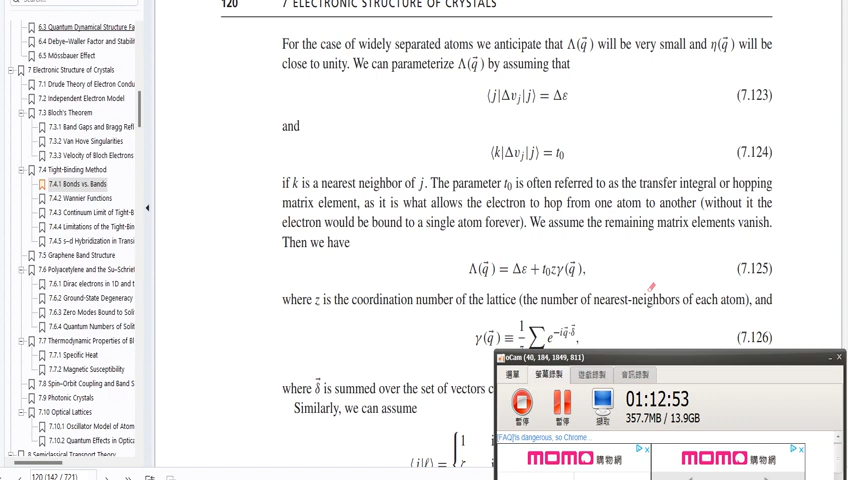 6.3 Quantum Dynamical Structure Fa
6.4 Debye–Waller Factor and Stabilit
6.5 Mössbauer Effect
7 Electronic Structure of Crystals
7.1 Drude Theory of Electron Condu
7.2 Independent Electron Model
7.3 Bloch's Theorem
7.3.1 Band Gaps and Bragg Refl
7.3.2 Van Hove Singularities
7.3.3 Velocity of Bloch Electrons
7.4 Tight-Binding Method
7.4.1 Bonds vs. Bands
7.4.2 Wannier Functions
7.4.3 Continuum Limit of Tight-B
7.4.4 Limitations of the Tight-Bin
7.4.5 s–d Hybridization in Transi
7.5 Graphene Band Structure
7.6 Polyacetylene and the Su–Schrief
7.6.1 Dirac electrons in 1D and t
7.6.2 Ground-State Degeneracy
7.6.3 Zero Modes Bound to Solit
7.6.4 Quantum Numbers of Solit
7.7 Thermodynamic Properties of Bl
7.7.1 Specific Heat
7.7.2 Magnetic Susceptibility
7.8 Spin–Orbit Coupling and Band S
7.9 Photonic Crystals
7.10 Optical Lattices
7.10.1 Oscillator Model of Atom
7.10.2 Quantum Effects in Optica
8 Semiclassical Transport Theory
120 (142 / 721)
120 7 ELECTRONIC STRUCTURE OF CRYSTALS
For the case of widely separated atoms we anticipate that Λ(q⃗) will be very small and η(q⃗) will be
close to unity. We can parameterize Λ(q⃗) by assuming that
⟨j|Δv_j|j⟩ = Δε (7.123)
and
⟨k|Δv_j|j⟩ = t₀ (7.124)
if k is a nearest neighbor of j. The parameter t₀ is often referred to as the transfer integral or hopping
matrix element, as it is what allows the electron to hop from one atom to another (without it the
electron would be bound to a single atom forever). We assume the remaining matrix elements vanish.
Then we have
Λ(q⃗) = Δε + t₀zγ(q⃗), (7.125)
where z is the coordination number of the lattice (the number of nearest-neighbors of each atom), and
γ(q⃗) ≡ 1 ∑ e^{−iq⃗·δ⃗}, (7.126)
where δ⃗ is summed over the set of vectors c
Similarly, we can assume
⟨j|ℓ⟩ = { 1
oCam (40, 184, 1849, 811)
選單 螢幕錄製 遊戲錄製 音訊錄製
暫停 暫停 擷取
01:12:53
357.7MB / 13.9GB
[FAQ]Is dangerous, so Chrome...
momo購物網 momo購物網